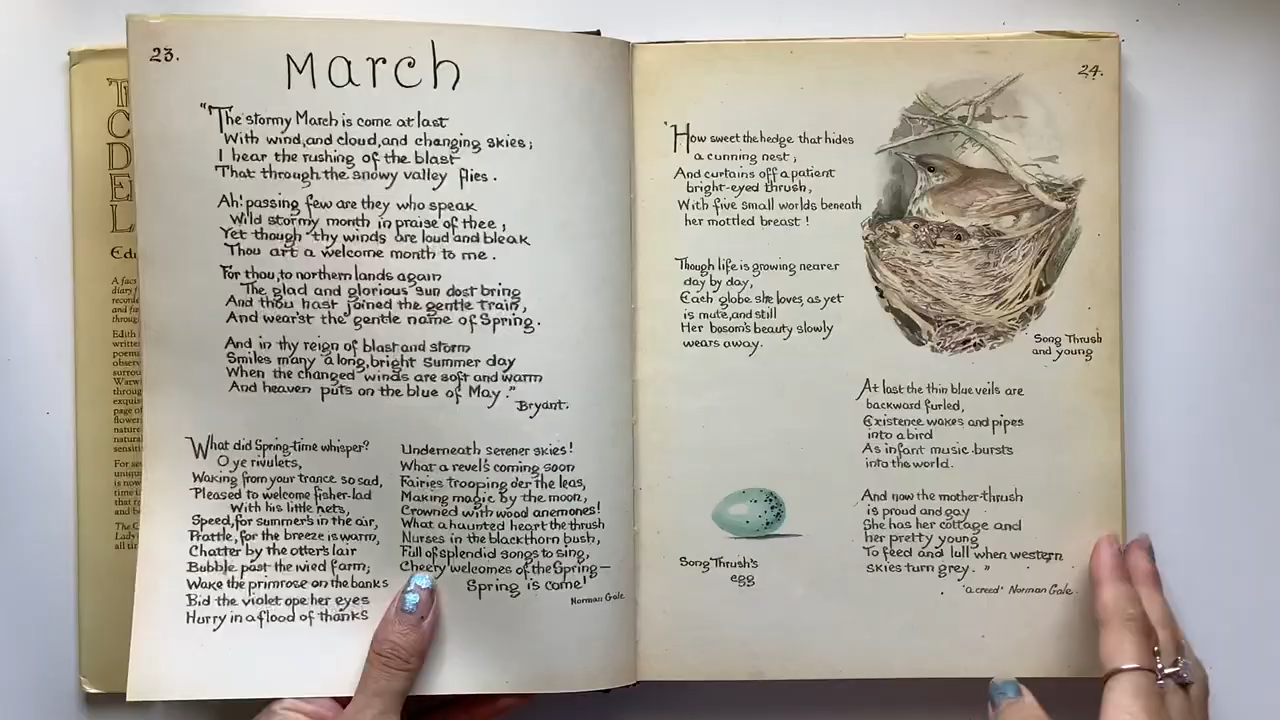 23.
March
"The stormy March is come at last
With wind, and cloud, and changing skies;
I hear the rushing of the blast
That through the snowy valley flies.
Ah! passing few are they who speak
Wild stormy month in praise of thee,
Yet though thy winds are loud and bleak
Thou art a welcome month to me.
For thou, to northern lands again
The glad and glorious sun dost bring
And thou hast joined the gentle train,
And wear'st the gentle name of Spring.
And in thy reign of blast and storm
Smiles many a long, bright summer day
When the changed winds are soft and warm
And heaven puts on the blue of May."
Bryant.
What did Spring-time whisper?
O ye rivulets,
Waking from your trance so sad,
Pleased to welcome fisher-lad
With his little nets,
Speed, for summer's in the air,
Prattle, for the breeze is warm,
Chatter by the otter's lair
Bubble past the wied farm;
Wake the primrose on the banks
Bid the violet ope her eyes
Hurry in a flood of thanks
Underneath serener skies!
What a revel's coming soon
Fairies trooping o'er the leas,
Making magic by the moon,
Crowned with wood anemones!
What a haunted heart the thrush
Nurses in the blackthorn bush,
Full of splendid songs to sing,
Cheery welcomes of the Spring—
Spring is come!
Norman Gale
24.
'How sweet the hedge that hides
a cunning nest,
And curtains off a patient
bright-eyed thrush,
With five small worlds beneath
her mottled breast!
Though life is growing nearer
day by day,
Each globe she loves, as yet
is mute, and still
Her bosom's beauty slowly
wears away.
Song Thrush
and young
At last the thin blue veils are
backward furled,
Existence wakes and pipes
into a bird
As infant music bursts
into the world.
And now the mother-thrush
is proud and gay
She has her cottage and
her pretty young
To feed and lull when western
skies turn grey."
'a creed' Norman Gale.
Song Thrush's
egg